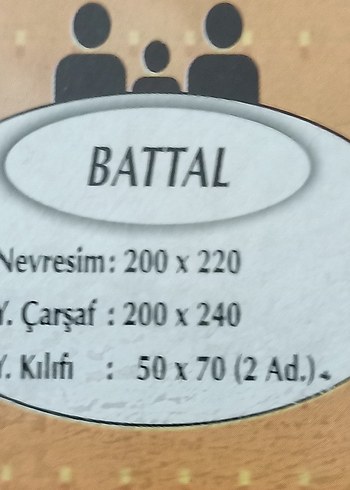 BATTAL
Nevresim : 200 x 220
Y. Çarşaf : 200 x 240
Y. Kılıfı : 50 x 70 (2 Ad.)